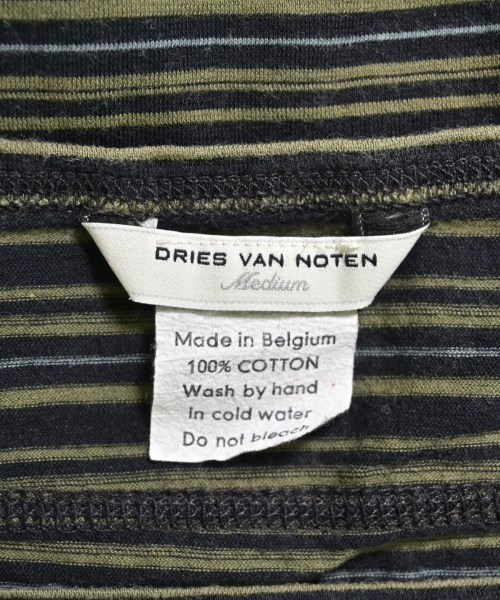 DRIES VAN NOTEN
Medium
Made in Belgium
100% COTTON
Wash by hand
In cold water
Do not bleach